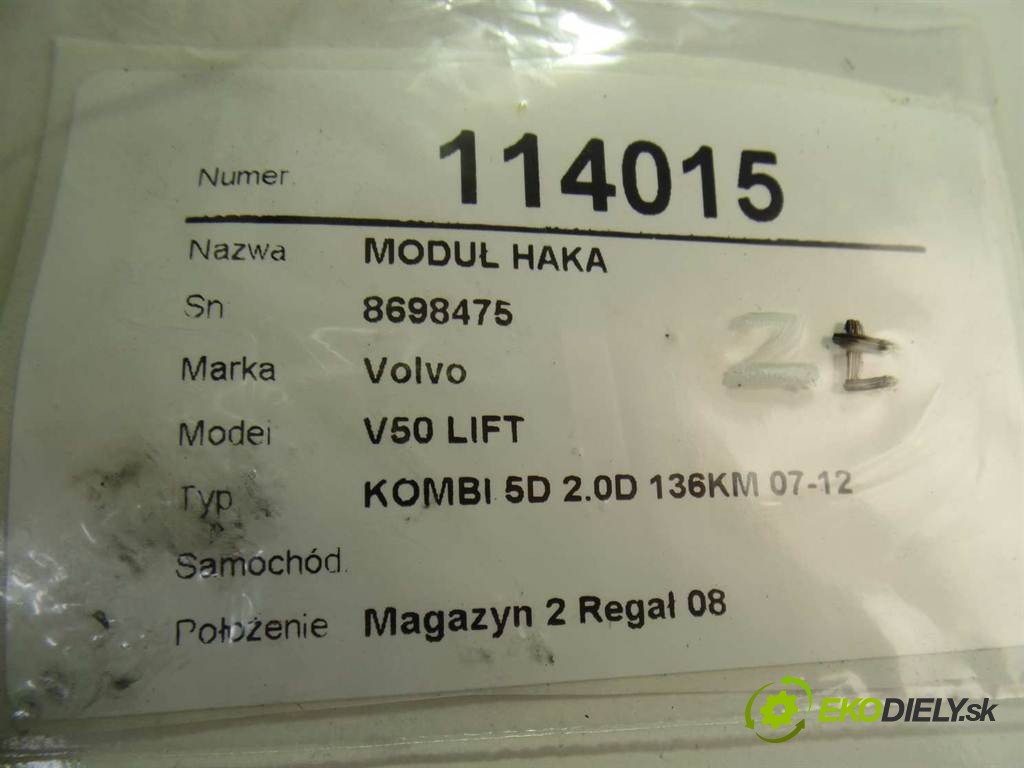 Numer. 114015
Nazwa MODUŁ HAKA
Sn 8698475
Marka Volvo
Model V50 LIFT
Typ KOMBI 5D 2.0D 136KM 07-12
Samochód.
Położenie Magazyn 2 Regał 08
EKODIELY.sk